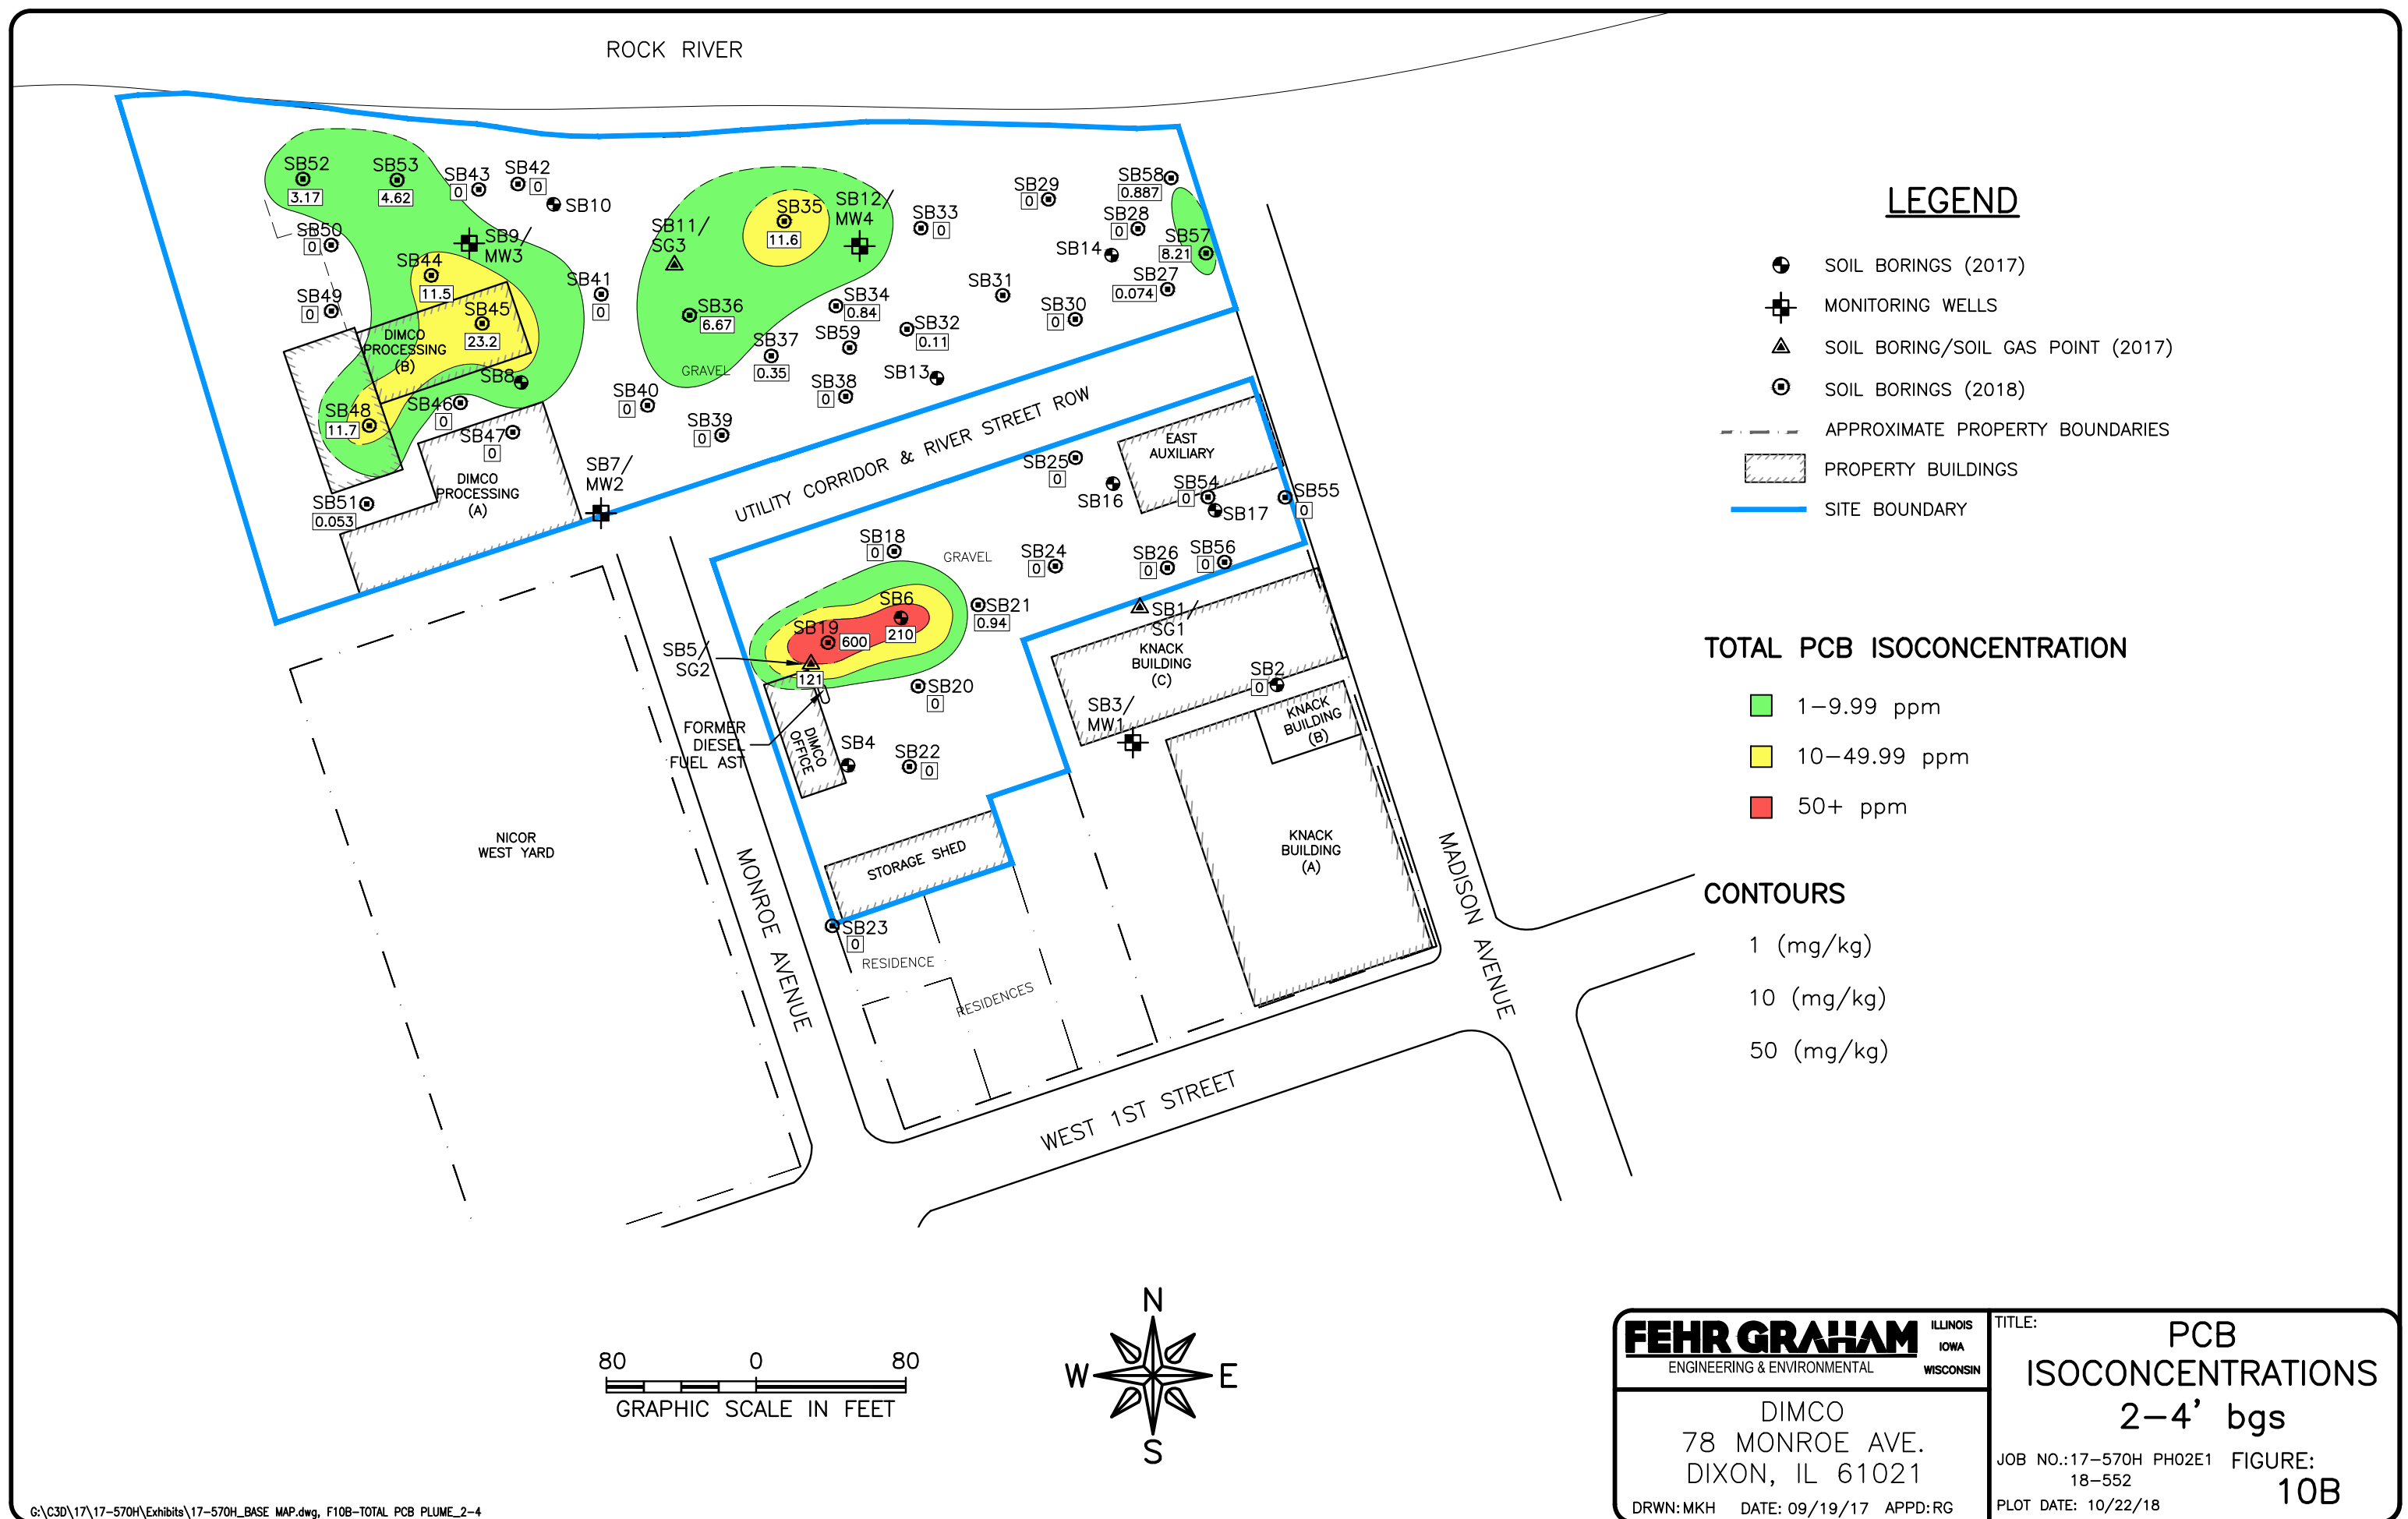 ROCK RIVER
SB52
3.17
SB53
4.62
SB43
0
SB42
0
SB10
SB50
0
SB9/
MW3
SB44
11.5
SB49
0
SB45
23.2
DIMCO
PROCESSING
(B)
SB8
SB48
11.7
SB46
0
SB47
0
SB41
0
SB51
0.053
DIMCO
PROCESSING
(A)
SB7/
MW2
SB11/
SG3
SB35
11.6
SB12/
MW4
SB33
0
SB36
6.67
SB34
0.84
SB37
0.35
SB59
SB32
0.11
GRAVEL
SB40
0
SB39
0
SB38
0
SB13
SB29
0
SB58
0.887
SB28
0
SB14
SB57
8.21
SB31
SB27
0.074
SB30
0
UTILITY CORRIDOR & RIVER STREET ROW
EAST
AUXILIARY
SB25
0
SB16
SB54
0
SB17
SB55
0
SB18
0
GRAVEL
SB24
0
SB26
0
SB56
0
SB6
210
SB19
600
SB21
0.94
SB5/
SG2
121
SB20
0
SB1/
SG1
KNACK
BUILDING
(C)
SB2
0
SB3/
MW1
KNACK
BUILDING
(B)
FORMER
DIESEL
FUEL AST
DIMCO
OFFICE
SB4
SB22
0
NICOR
WEST YARD
STORAGE SHED
KNACK
BUILDING
(A)
SB23
0
RESIDENCE
RESIDENCES
MONROE AVENUE
MADISON AVENUE
WEST 1ST STREET
LEGEND
SOIL BORINGS (2017)
MONITORING WELLS
SOIL BORING/SOIL GAS POINT (2017)
SOIL BORINGS (2018)
APPROXIMATE PROPERTY BOUNDARIES
PROPERTY BUILDINGS
SITE BOUNDARY
TOTAL PCB ISOCONCENTRATION
1-9.99 ppm
10-49.99 ppm
50+ ppm
CONTOURS
1 (mg/kg)
10 (mg/kg)
50 (mg/kg)
80 0 80
GRAPHIC SCALE IN FEET
N
W E
S
FEHR GRAHAM
ENGINEERING & ENVIRONMENTAL
ILLINOIS
IOWA
WISCONSIN
DIMCO
78 MONROE AVE.
DIXON, IL 61021
DRWN: MKH DATE: 09/19/17 APPD: RG
TITLE:
PCB
ISOCONCENTRATIONS
2-4' bgs
JOB NO.:17-570H PH02E1
18-552
PLOT DATE: 10/22/18
FIGURE:
10B
G:\C3D\17\17-570H\Exhibits\17-570H_BASE MAP.dwg, F10B-TOTAL PCB PLUME_2-4